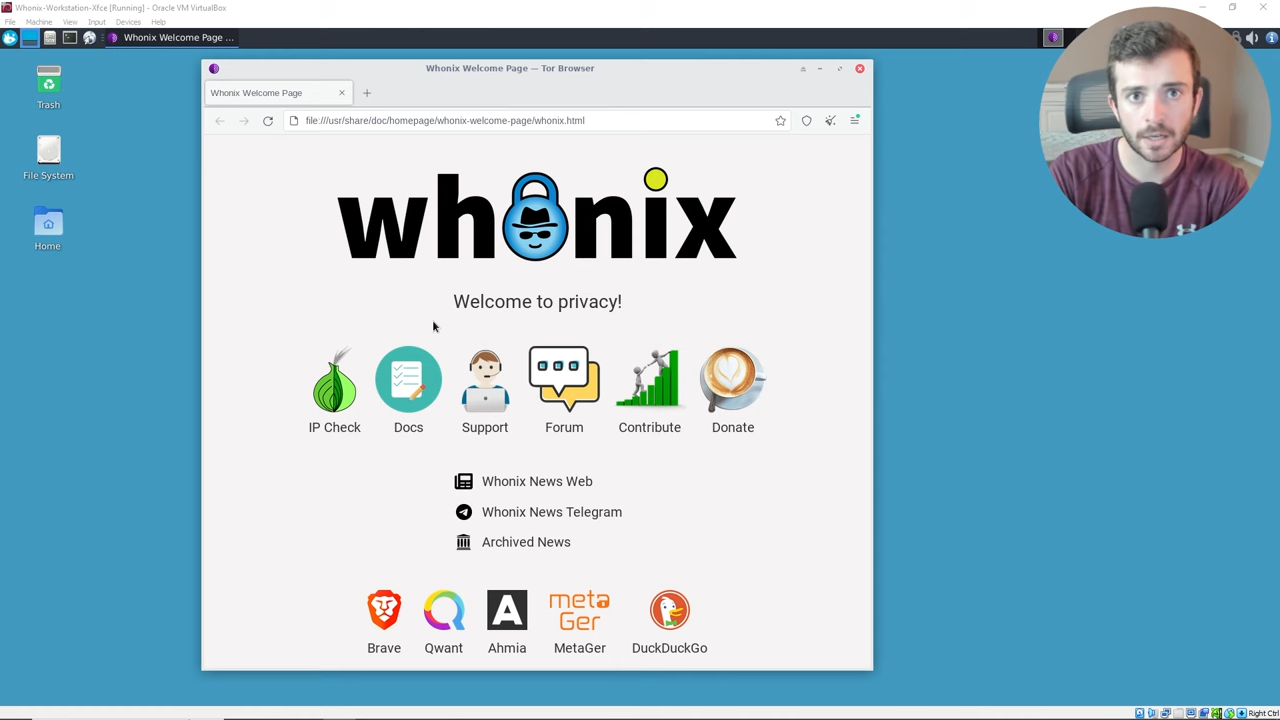 Whonix-Workstation-Xfce [Running] - Oracle VM VirtualBox
File Machine View Input Devices Help
Whonix Welcome Page ...
Whonix Welcome Page — Tor Browser
Whonix Welcome Page
file:///usr/share/doc/homepage/whonix-welcome-page/whonix.html
Trash
File System
Home
whonix
Welcome to privacy!
IP Check Docs Support Forum Contribute Donate
Whonix News Web
Whonix News Telegram
Archived News
A meta
Ger
Brave Qwant Ahmia MetaGer DuckDuckGo
Right Ctrl